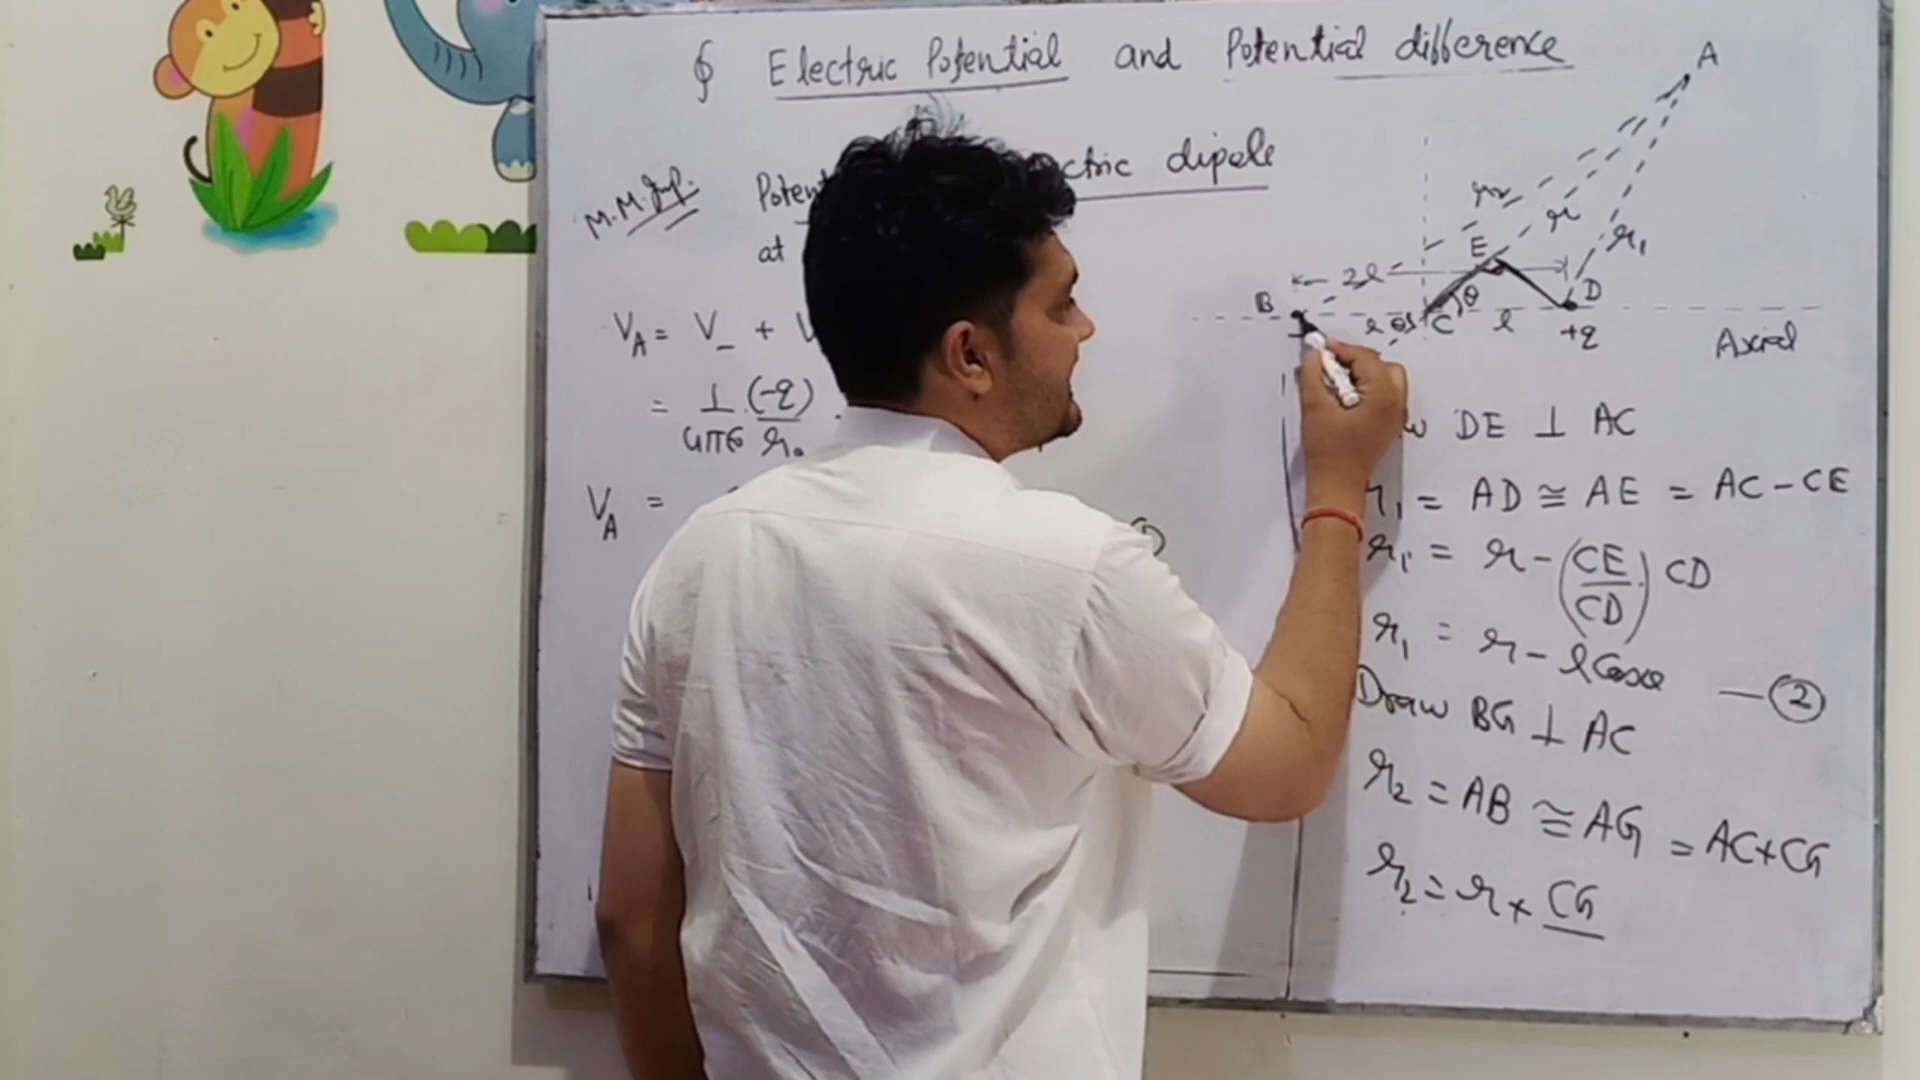 ∮ Electric Potential and Potential difference
M.M. Imp.
Poten ctric dipole
at
V_A = V_- + V
= 1/4π∈ (-q)/r₂
V_A =
A
r₂
r
r₁
E
2l
B
θ
D
l θ C l
+q
Axial
w DE ⊥ AC
r₁ = AD ≅ AE = AC - CE
r₁ = r - (CE/CD) CD
r₁ = r - l Cosθ — ②
Draw BG ⊥ AC
r₂ = AB ≅ AG = AC + CG
r₂ = r + CG